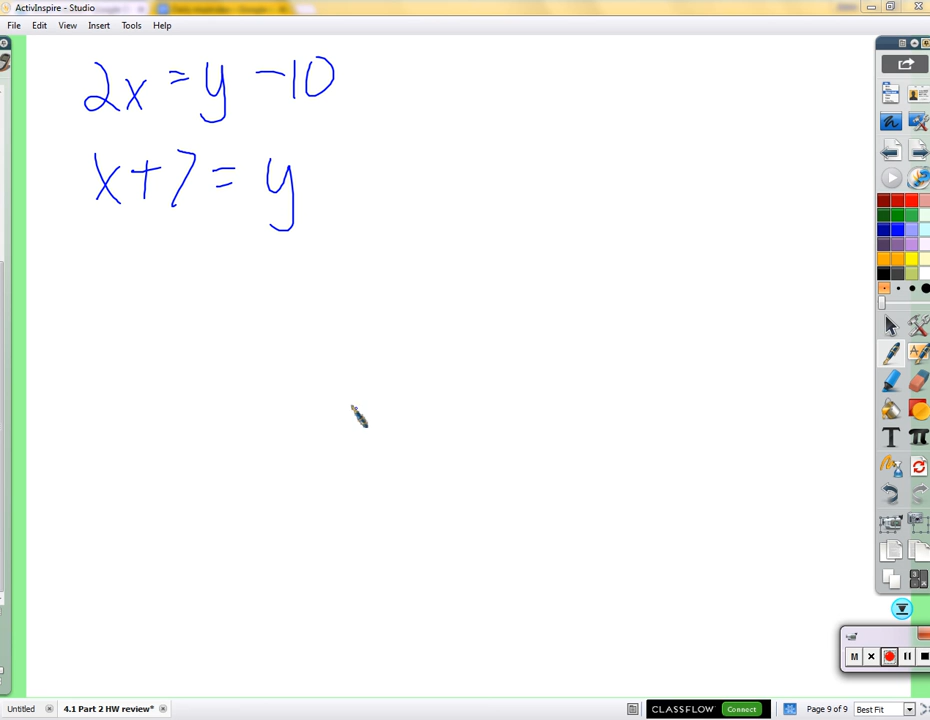 ActivInspire - Studio
File Edit View Insert Tools Help
2x = y - 10
x + 7 = y
Untitled
4.1 Part 2 HW review*
CLASSFLOW Connect
Page 9 of 9
Best Fit
M